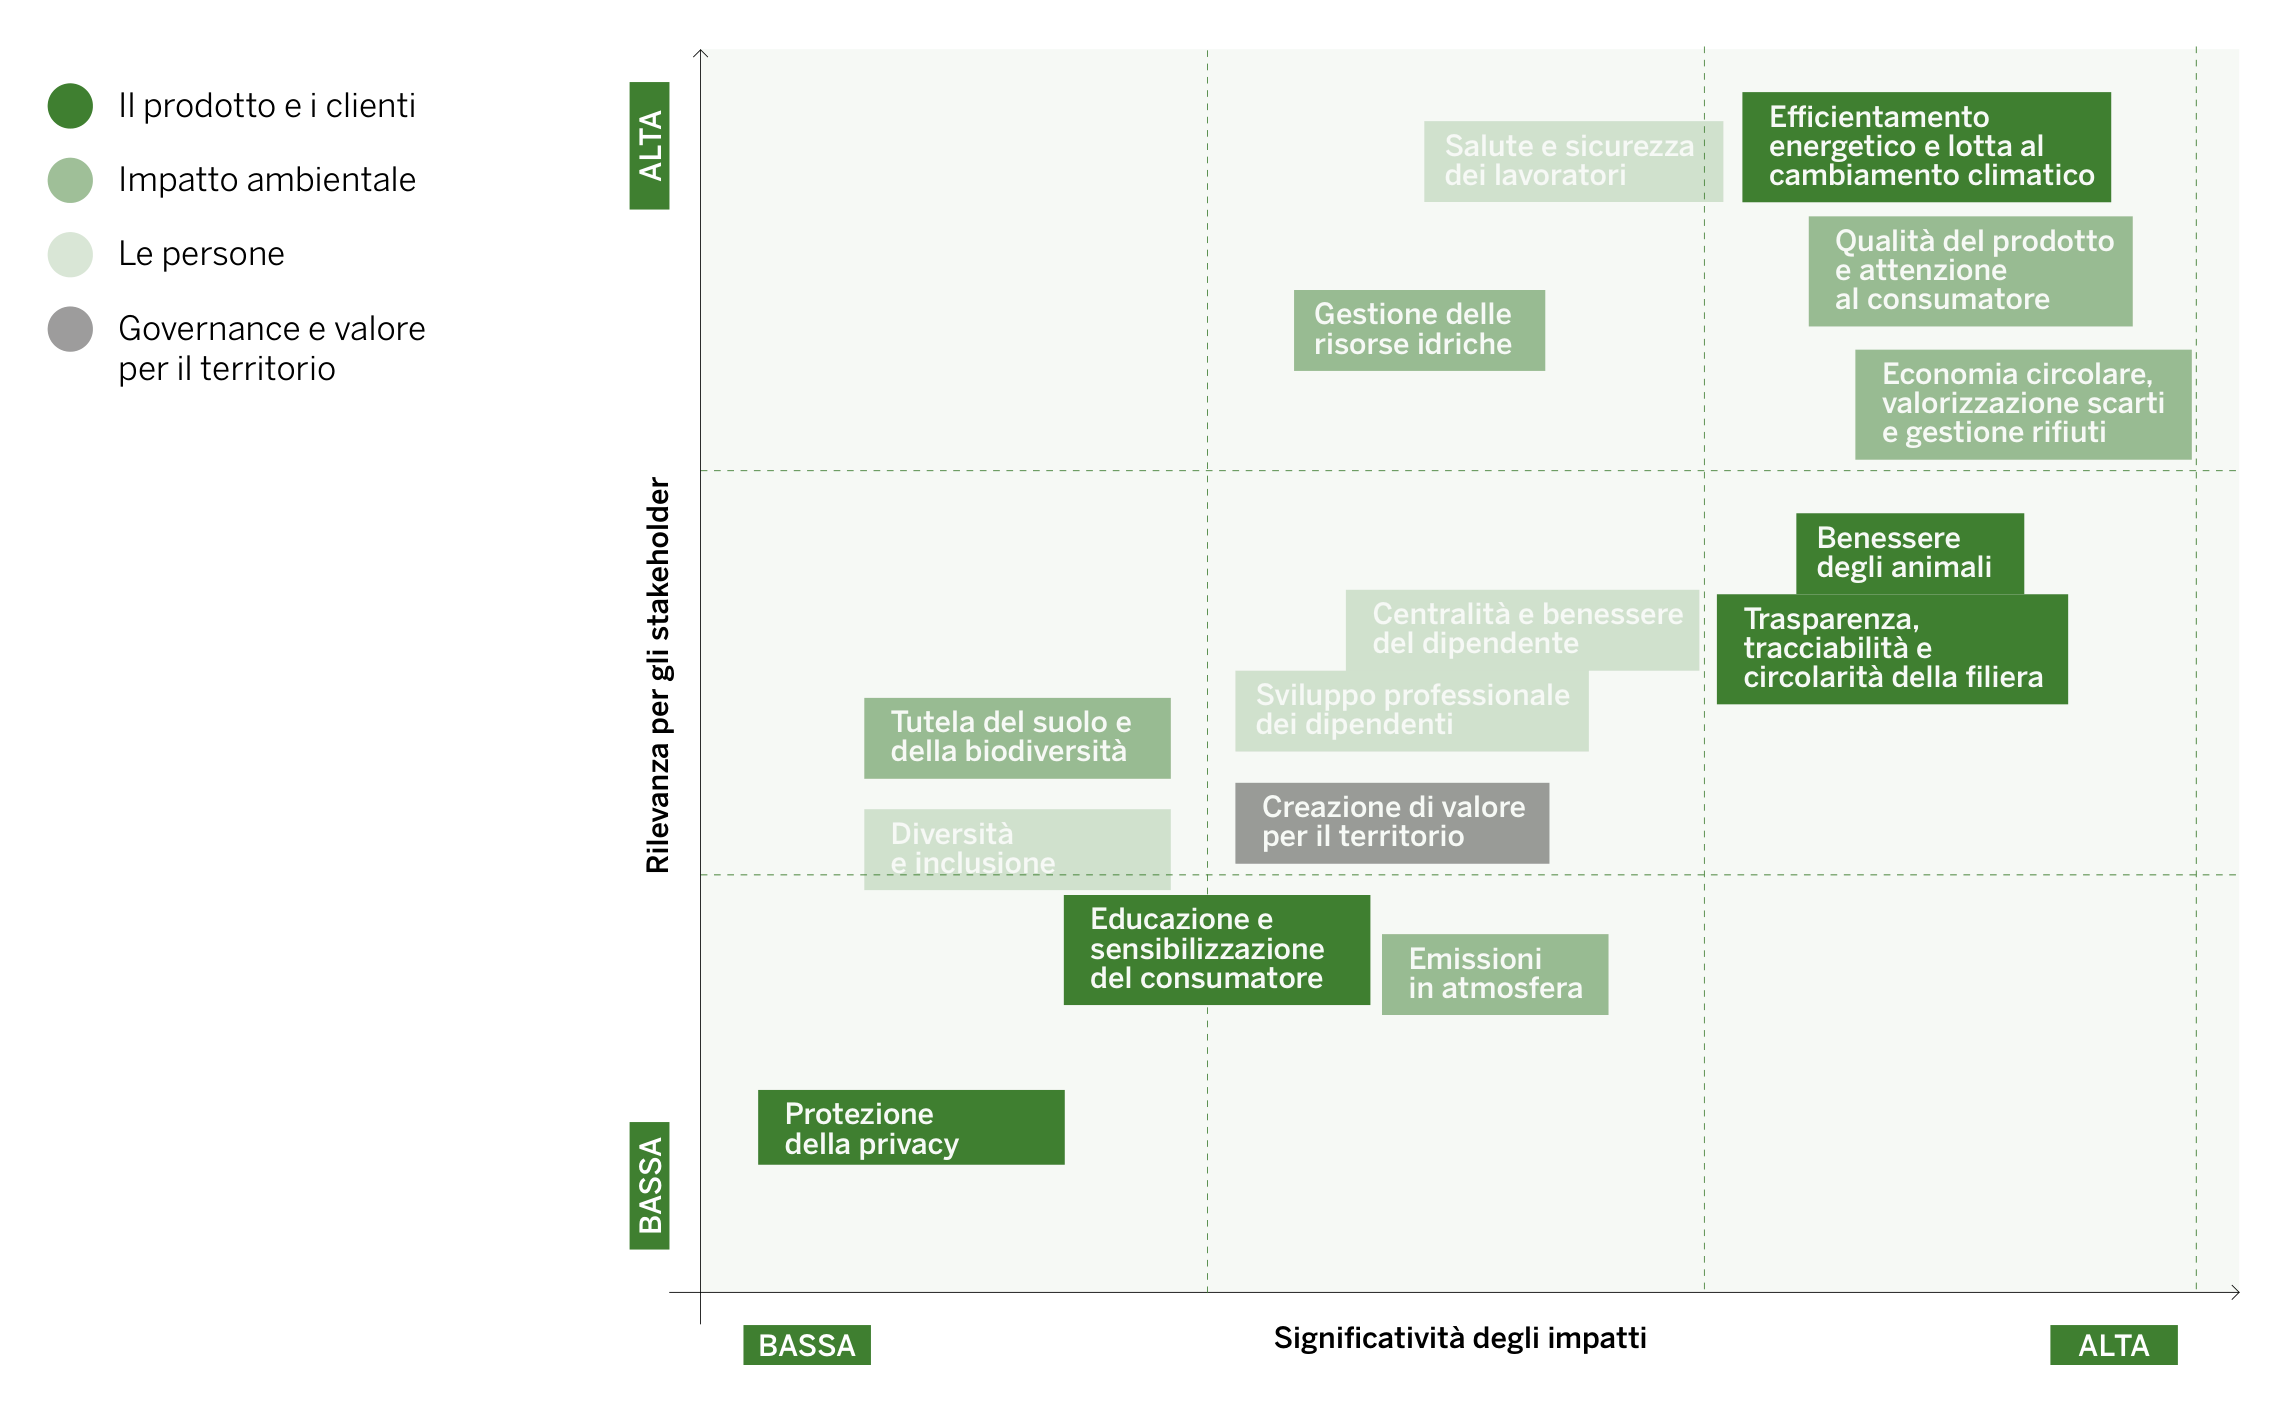 Il prodotto e i clienti
Impatto ambientale
Le persone
Governance e valore
per il territorio
ALTA
Rilevanza per gli stakeholder
BASSA
Salute e sicurezza
dei lavoratori
Efficientamento
energetico e lotta al
cambiamento climatico
Qualità del prodotto
e attenzione
al consumatore
Gestione delle
risorse idriche
Economia circolare,
valorizzazione scarti
e gestione rifiuti
Benessere
degli animali
Centralità e benessere
del dipendente
Trasparenza,
tracciabilità e
circolarità della filiera
Sviluppo professionale
dei dipendenti
Tutela del suolo e
della biodiversità
Creazione di valore
per il territorio
Diversità
e inclusione
Educazione e
sensibilizzazione
del consumatore
Emissioni
in atmosfera
Protezione
della privacy
BASSA
Significatività degli impatti
ALTA